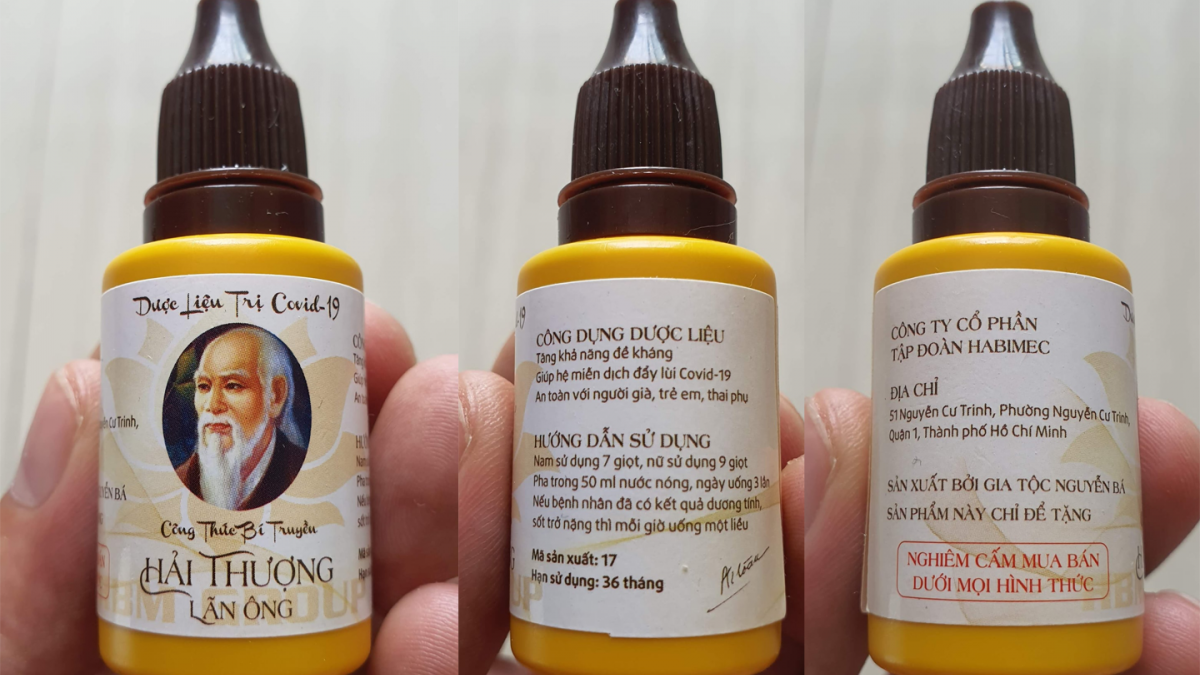 Dược Liệu Trị Covid-19
Nguyễn Cư Trinh,
NGUYỄN BÁ
Công Thức Bí Truyền
HẢI THƯỢNG
LÃN ÔNG
HBM GROUP
CÔNG DỤNG DƯỢC LIỆU
Tăng khả năng đề kháng
Giúp hệ miễn dịch đẩy lùi Covid-19
An toàn với người già, trẻ em, thai phụ
HƯỚNG DẪN SỬ DỤNG
Nam sử dụng 7 giọt, nữ sử dụng 9 giọt
Pha trong 50 ml nước nóng, ngày uống 3 lần
Nếu bệnh nhân đã có kết quả dương tính,
sốt trở nặng thì mỗi giờ uống một liều
Mã sản xuất: 17
Hạn sử dụng: 36 tháng
CÔNG TY CỔ PHẦN
TẬP ĐOÀN HABIMEC
ĐỊA CHỈ
51 Nguyễn Cư Trinh, Phường Nguyễn Cư Trinh,
Quận 1, Thành phố Hồ Chí Minh
SẢN XUẤT BỞI GIA TỘC NGUYỄN BÁ
SẢN PHẨM NÀY CHỈ ĐỂ TẶNG
NGHIÊM CẤM MUA BÁN
DƯỚI MỌI HÌNH THỨC